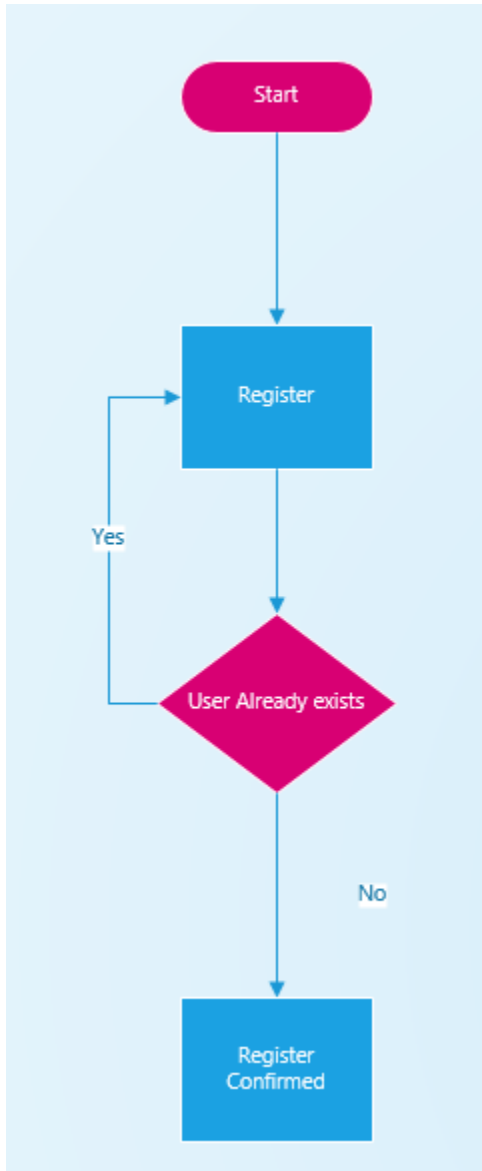 Start
Register
Yes
User Already exists
No
Register
Confirmed